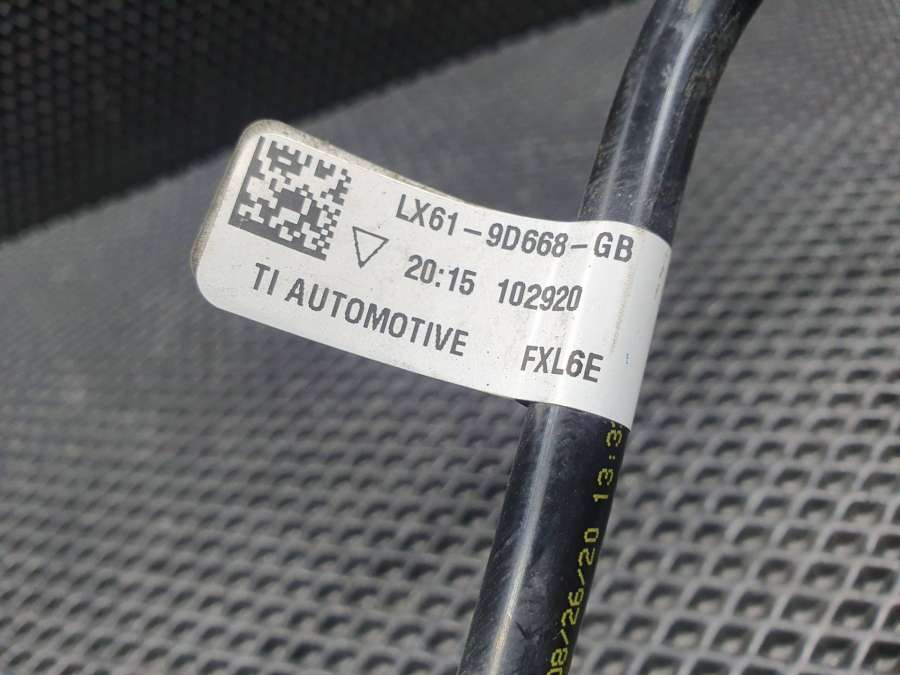 LX61-9D668-GB
20:15 102920
TI AUTOMOTIVE FXL6E
08/26/20 13:3